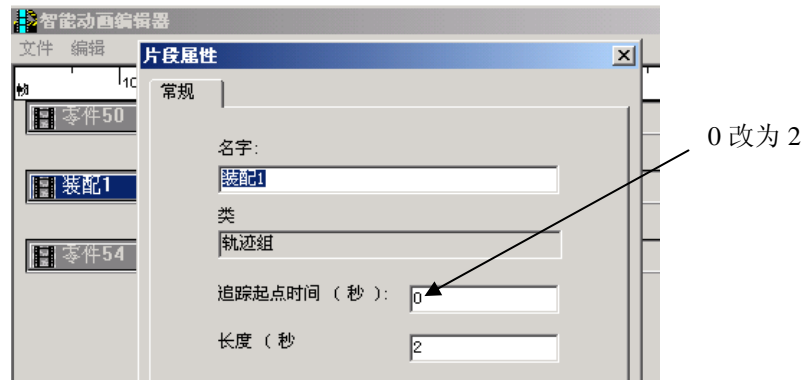 智能动画编辑器
文件 编辑
片段属性
帧
10
常规
零件50
0 改为 2
名字:
装配1
装配1
类
轨迹组
零件54
追踪起点时间 ( 秒 ):
0
长度 ( 秒
2